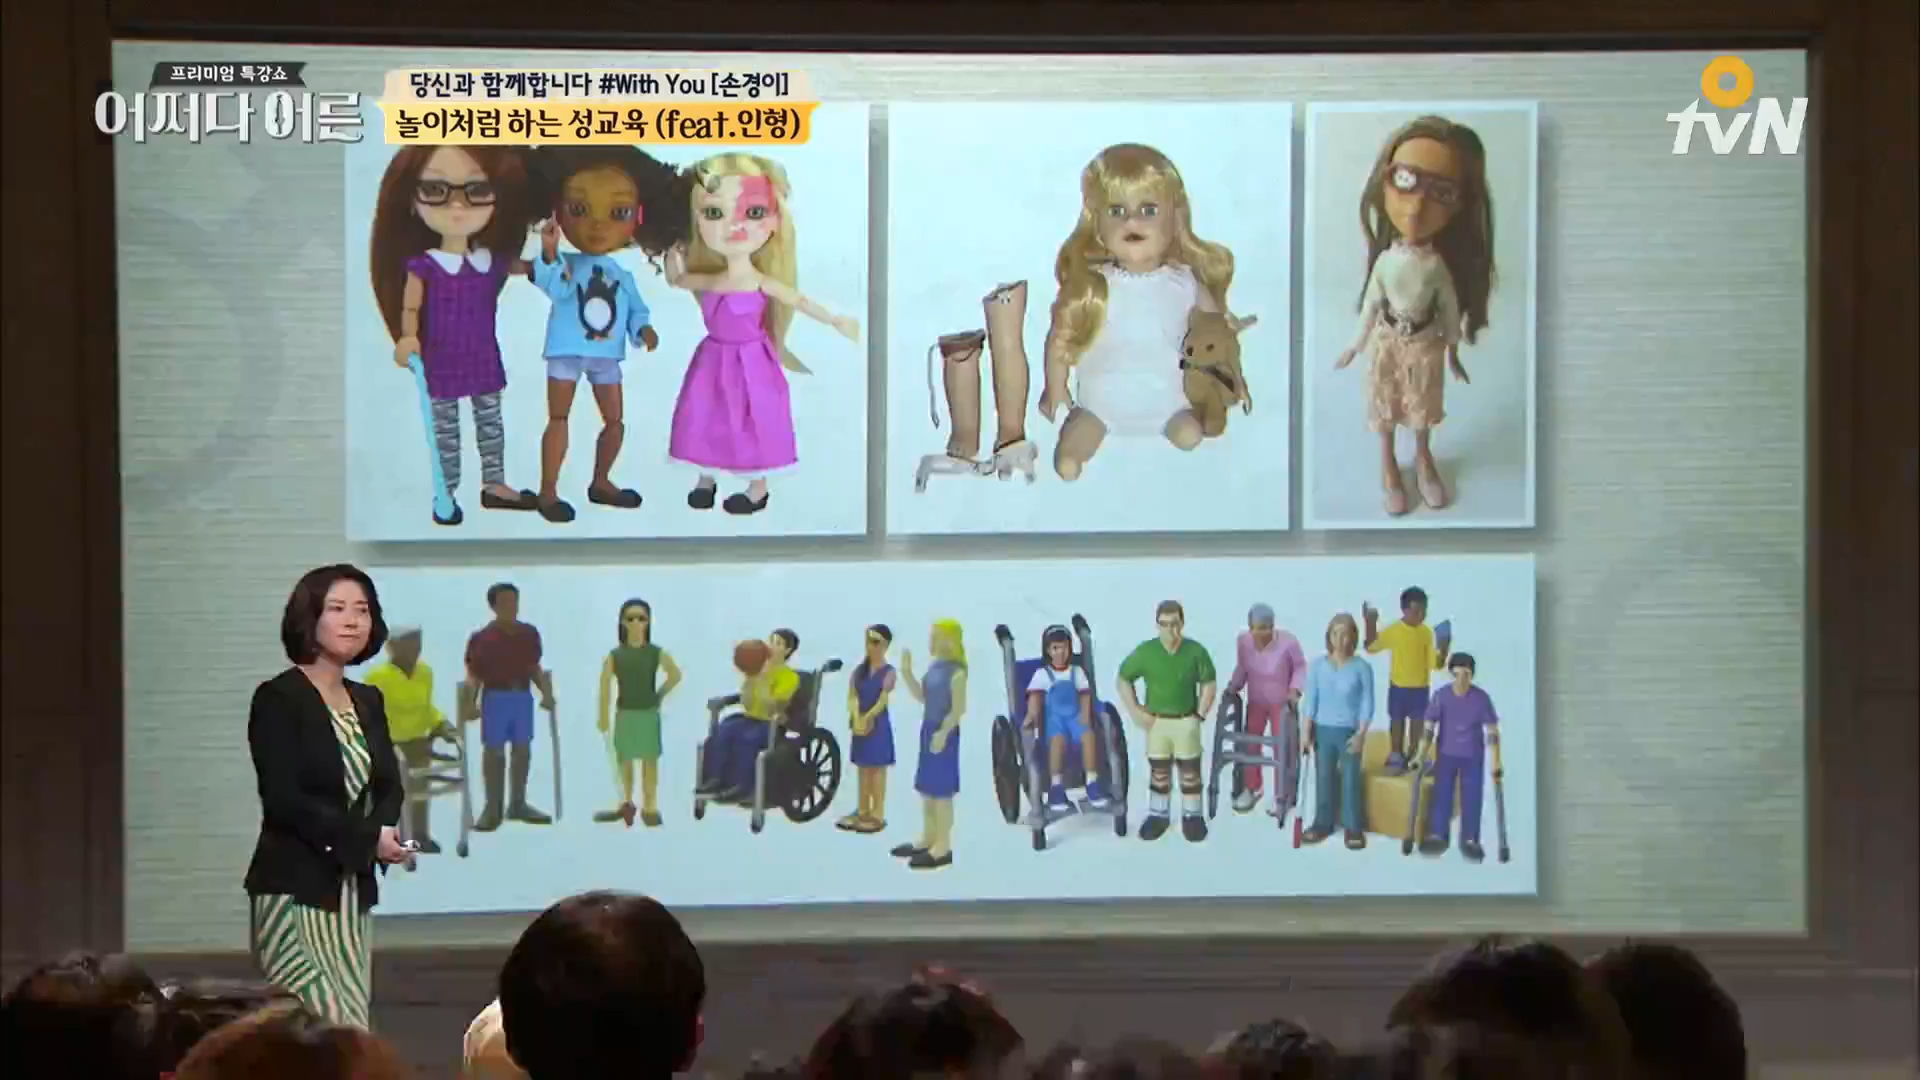 프리미엄 특강쇼
어쩌다 어른
당신과 함께합니다 #With You [손경이]
놀이처럼 하는 성교육 (feat.인형)
tvN